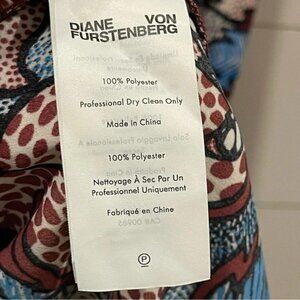 DIANE VON
FURSTENBERG
100% Polyester
Professional Dry Clean Only
Made in China
100% Polyester
Nettoyage À Sec Par Un
Professionnel Uniquement
Fabriqué en Chine
P